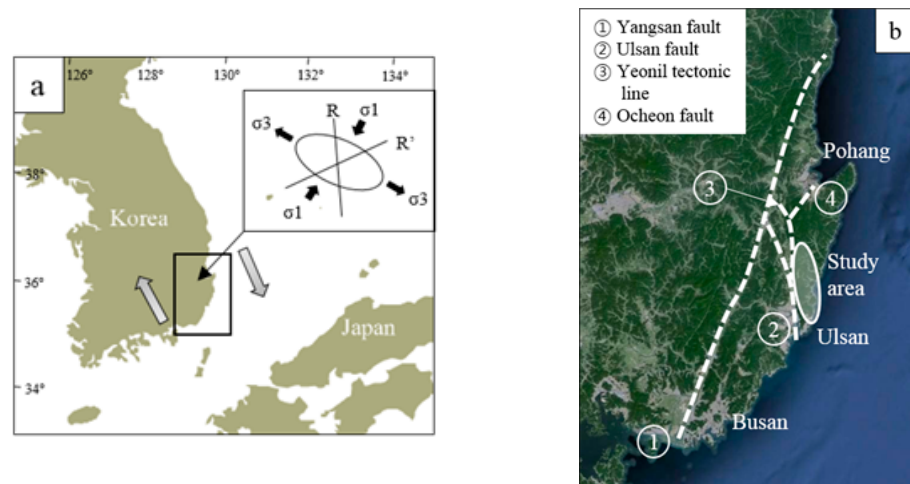 a
126°
128°
130°
132°
134°
38°
36°
34°
Korea
Japan
R
σ1
σ3
R’
σ1
σ3
b
① Yangsan fault
② Ulsan fault
③ Yeonil tectonic
line
④ Ocheon fault
Pohang
③
④
Study
area
②
Ulsan
Busan
①